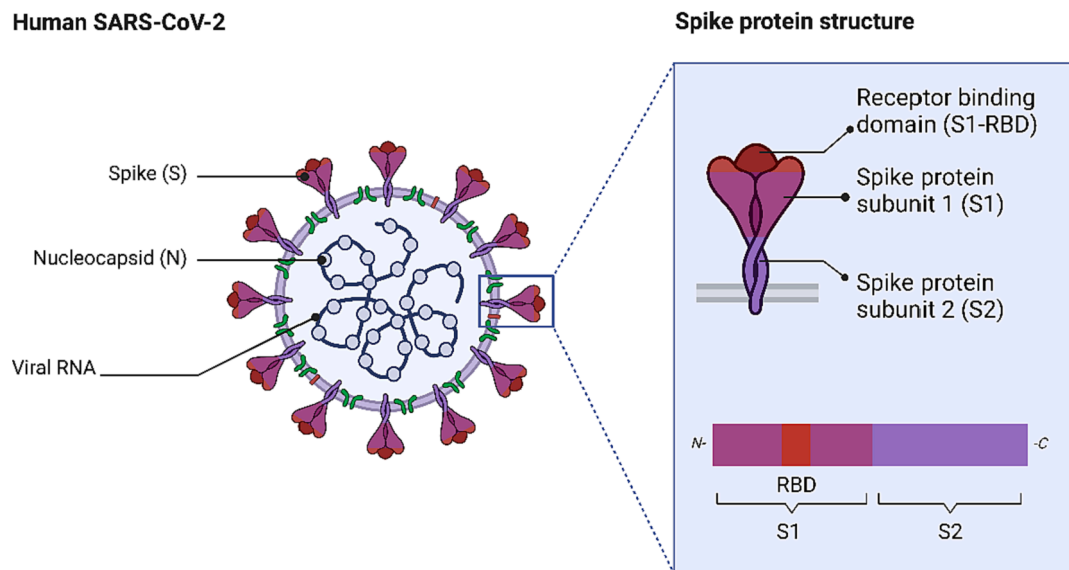 Human SARS-CoV-2
Spike (S)
Nucleocapsid (N)
Viral RNA
Spike protein structure
Receptor binding
domain (S1-RBD)
Spike protein
subunit 1 (S1)
Spike protein
subunit 2 (S2)
N-
-C
RBD
S1
S2